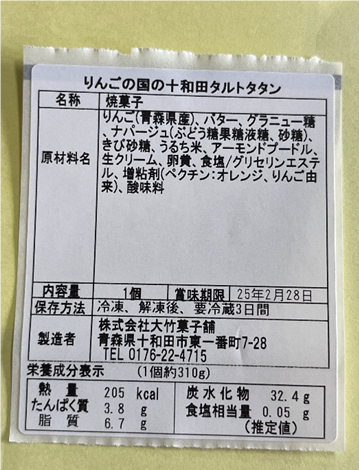 りんごの国の十和田タルトタタン
名称 焼菓子
原材料名 りんご(青森県産)、バター、グラニュー糖
、ナパージュ(ぶどう糖果糖液糖、砂糖)、
きび砂糖、うるち米、アーモンドプードル、
生クリーム、卵黄、食塩/グリセリンエステ
ル、増粘剤(ペクチン:オレンジ、りんご由
来)、酸味料
内容量 1個 賞味期限 25年2月28日
保存方法 冷凍、解凍後、要冷蔵3日間
製造者 株式会社大竹菓子舗
青森県十和田市東一番町7-28
TEL 0176-22-4715
栄養成分表示 (1個約310g)
熱量 205 kcal 炭水化物 32.4g
たんぱく質 3.8 g 食塩相当量 0.05 g
脂質 6.7 g (推定値)